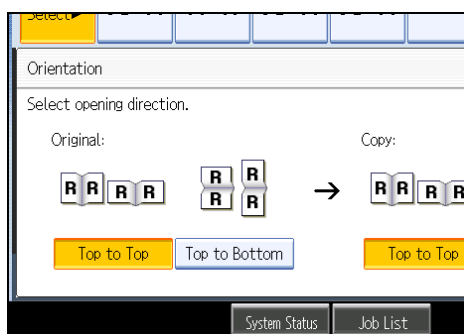 Select
Orientation
Select opening direction.
Original:
Copy:
R R R R
R R
R R
R R R R
Top to Top
Top to Bottom
Top to Top
System Status
Job List